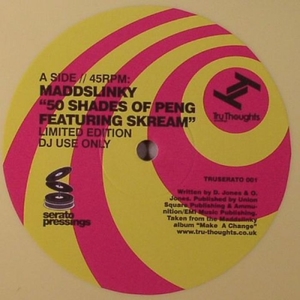 A SIDE // 45RPM:
MADDSLINKY
"50 SHADES OF PENG
FEATURING SKREAM"
LIMITED EDITION
DJ USE ONLY
Tru Thoughts
serato
pressings
TRUSERATO 001
Written by D. Jones & O.
Jones. Published by Union
Square Publishing & Ammu-
nition/EMI Music Publishing.
Taken from the Maddslinky
album "Make A Change"
www.tru-thoughts.co.uk